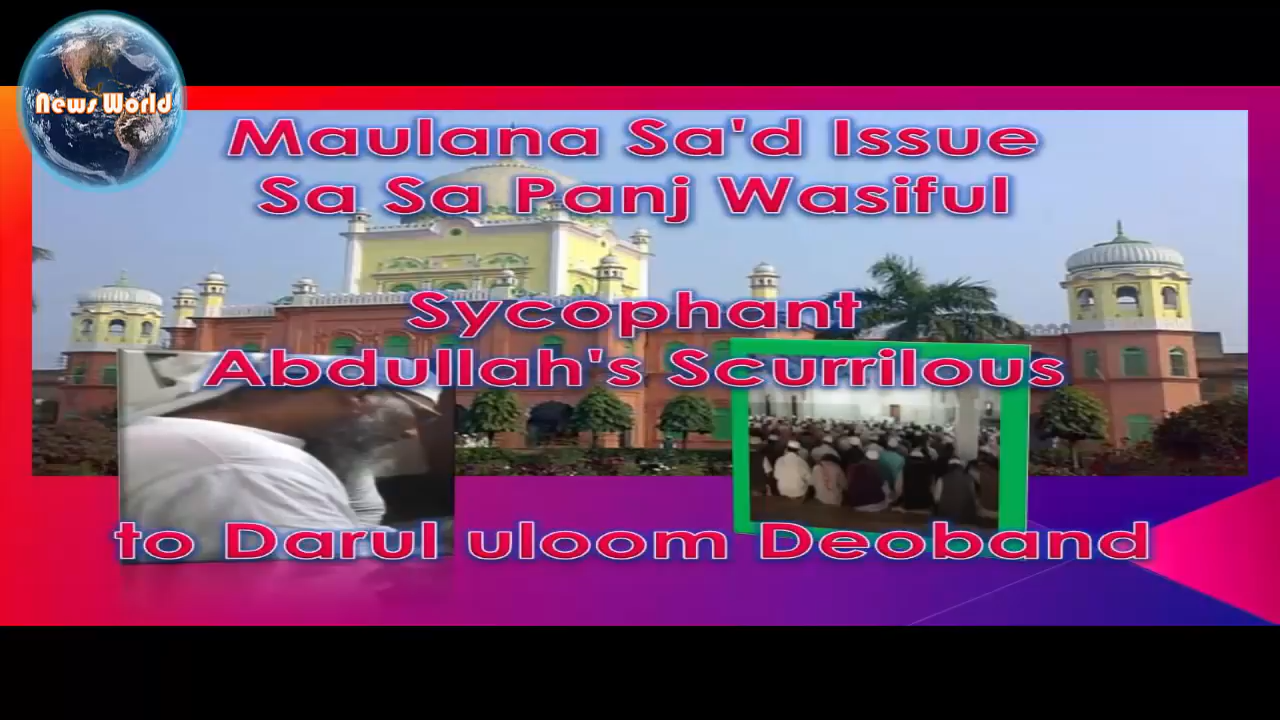 News World
Maulana Sa'd Issue
Sa Sa Panj Wasiful
Sycophant
Abdullah's Scurrilous
to Darul uloom Deoband